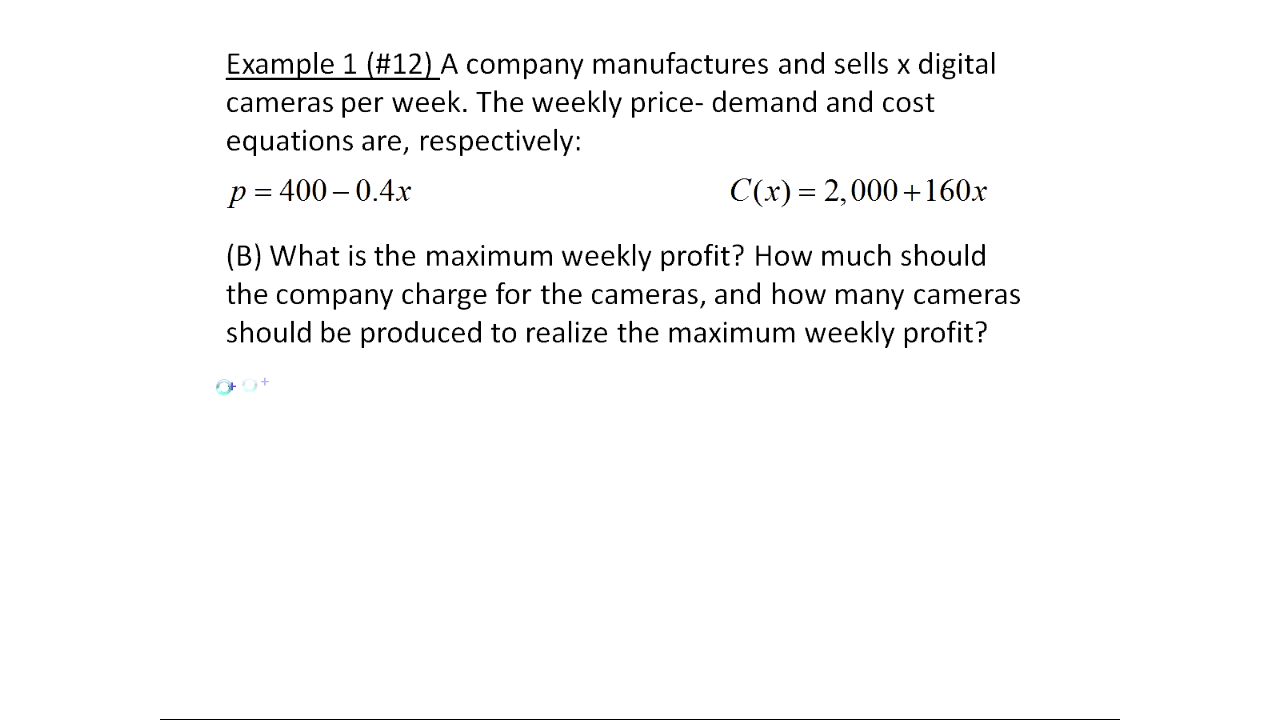 Example 1 (#12) A company manufactures and sells x digital
cameras per week. The weekly price- demand and cost
equations are, respectively:
p = 400 − 0.4x C(x) = 2,000 + 160x
(B) What is the maximum weekly profit? How much should
the company charge for the cameras, and how many cameras
should be produced to realize the maximum weekly profit?